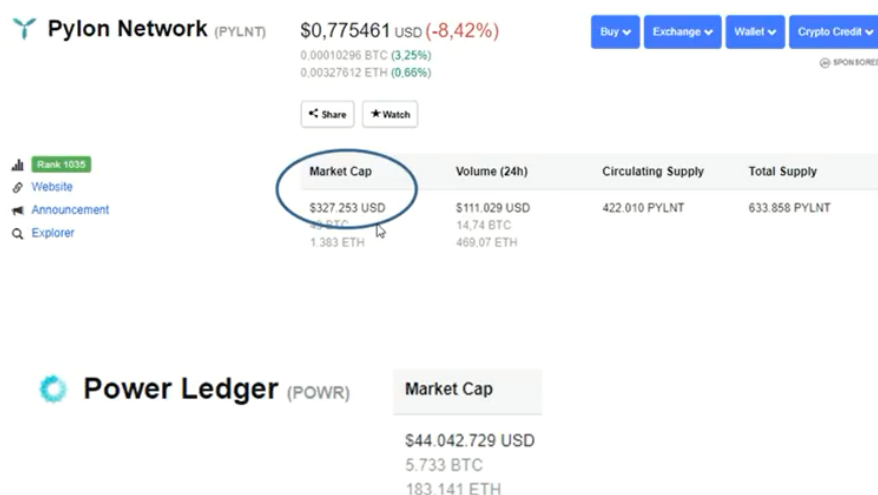 Pylon Network (PYLNT)
$0,775461 USD (-8,42%)
0,00010296 BTC (3,25%)
0,00327612 ETH (0,66%)
Buy Exchange Wallet Crypto Credit
SPONSORED
Share Watch
Rank 1035
Website
Announcement
Explorer
Market Cap Volume (24h) Circulating Supply Total Supply
$327.253 USD $111.029 USD 422.010 PYLNT 633.858 PYLNT
43 BTC 14,74 BTC
1.383 ETH 469,07 ETH
Power Ledger (POWR)
Market Cap
$44.042.729 USD
5.733 BTC
183.141 ETH